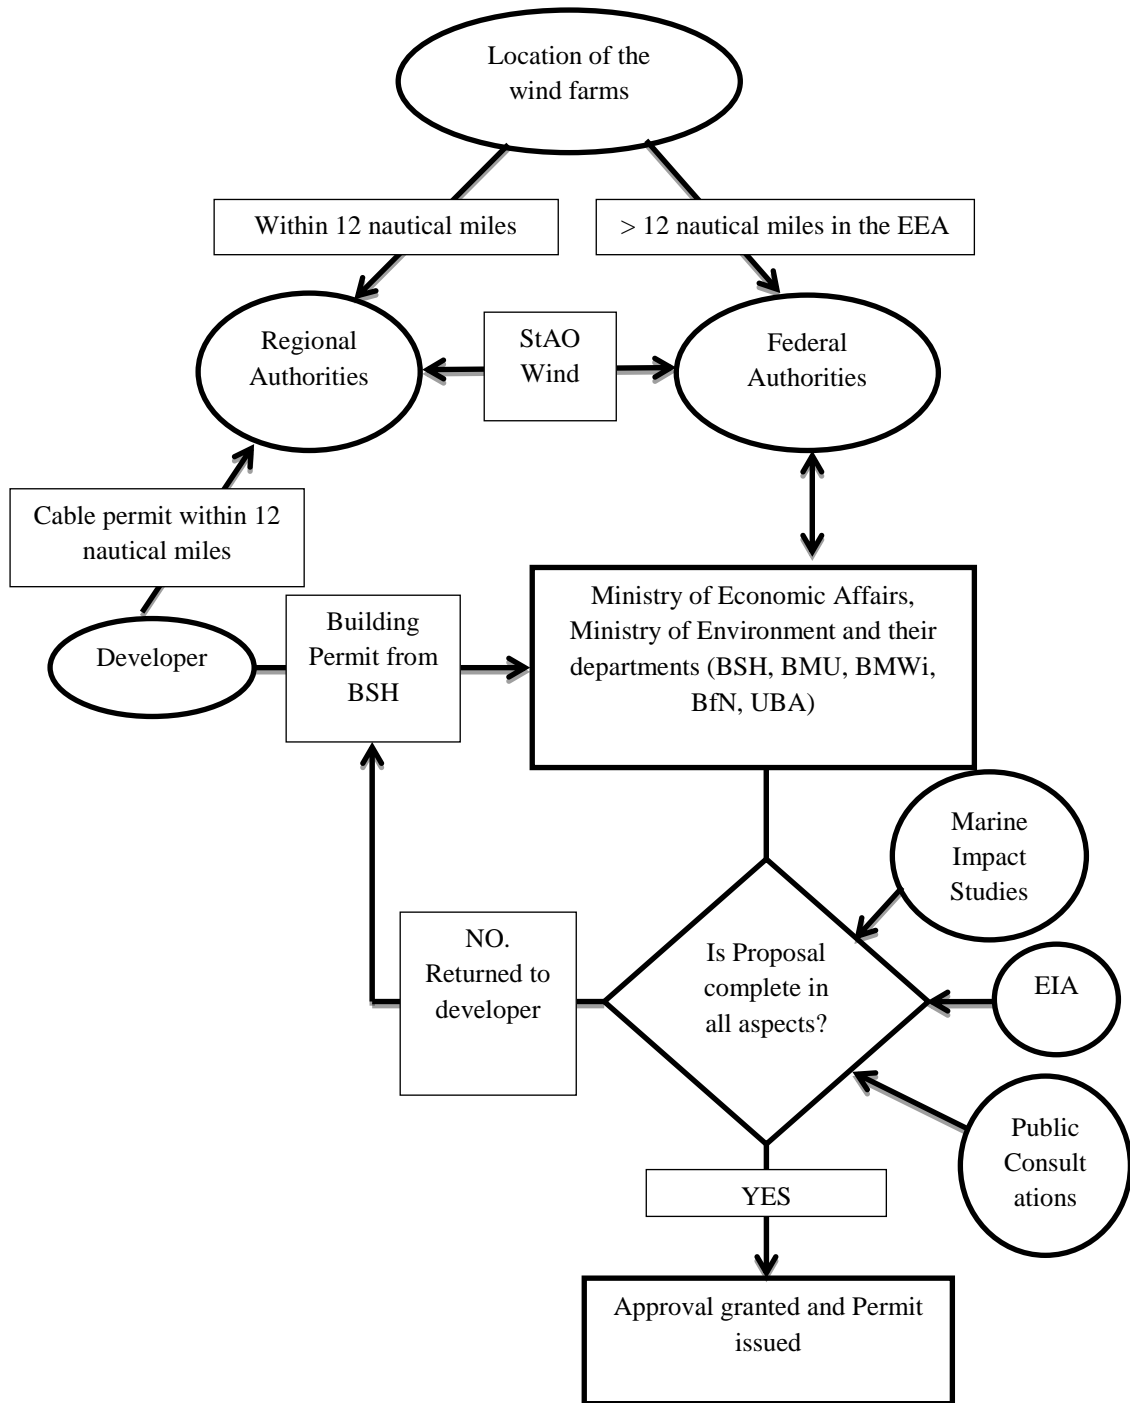 Location of the
wind farms
Within 12 nautical miles
> 12 nautical miles in the EEA
Regional
Authorities
StAO
Wind
Federal
Authorities
Cable permit within 12
nautical miles
Developer
Building
Permit from
BSH
Ministry of Economic Affairs,
Ministry of Environment and their
departments (BSH, BMU, BMWi,
BfN, UBA)
Marine
Impact
Studies
NO.
Returned to
developer
Is Proposal
complete in
all aspects?
EIA
Public
Consult
ations
YES
Approval granted and Permit
issued